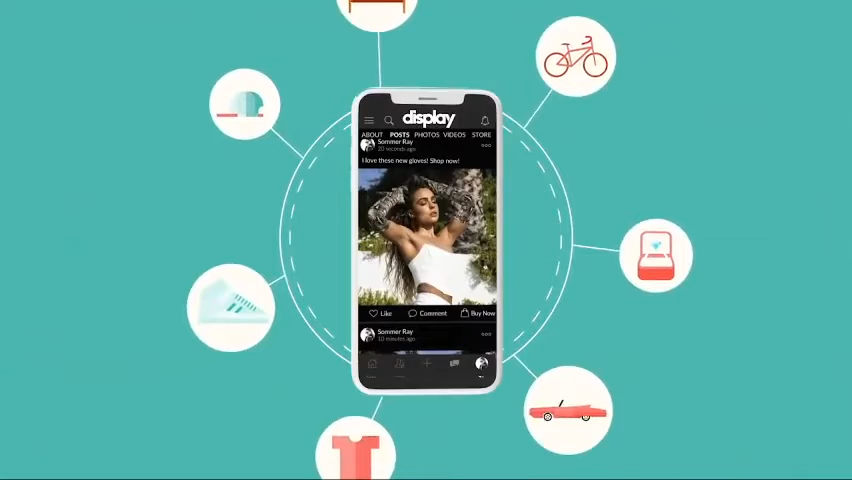 display
ABOUT POSTS PHOTOS VIDEOS STORE
Sommer Ray
20 seconds ago
I love these new gloves! Shop now!
Like Comment Buy Now
Sommer Ray
10 minutes ago